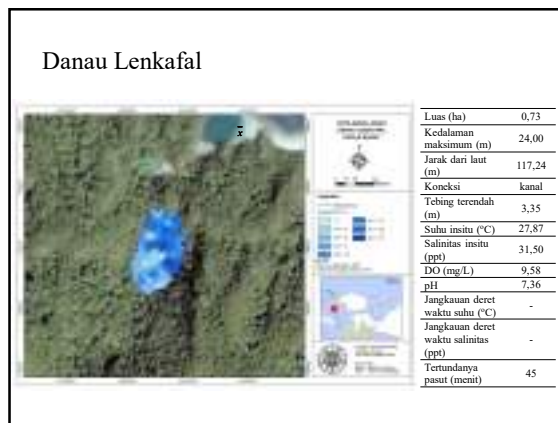 Danau Lenkafal
x̄
Luas (ha) 0,73
Kedalaman
maksimum (m) 24,00
Jarak dari laut
(m) 117,24
Koneksi kanal
Tebing terendah
(m) 3,35
Suhu insitu (ºC) 27,87
Salinitas insitu
(ppt) 31,50
DO (mg/L) 9,58
pH 7,36
Jangkauan deret
waktu suhu (ºC) -
Jangkauan deret
waktu salinitas
(ppt) -
Tertundanya
pasut (menit) 45